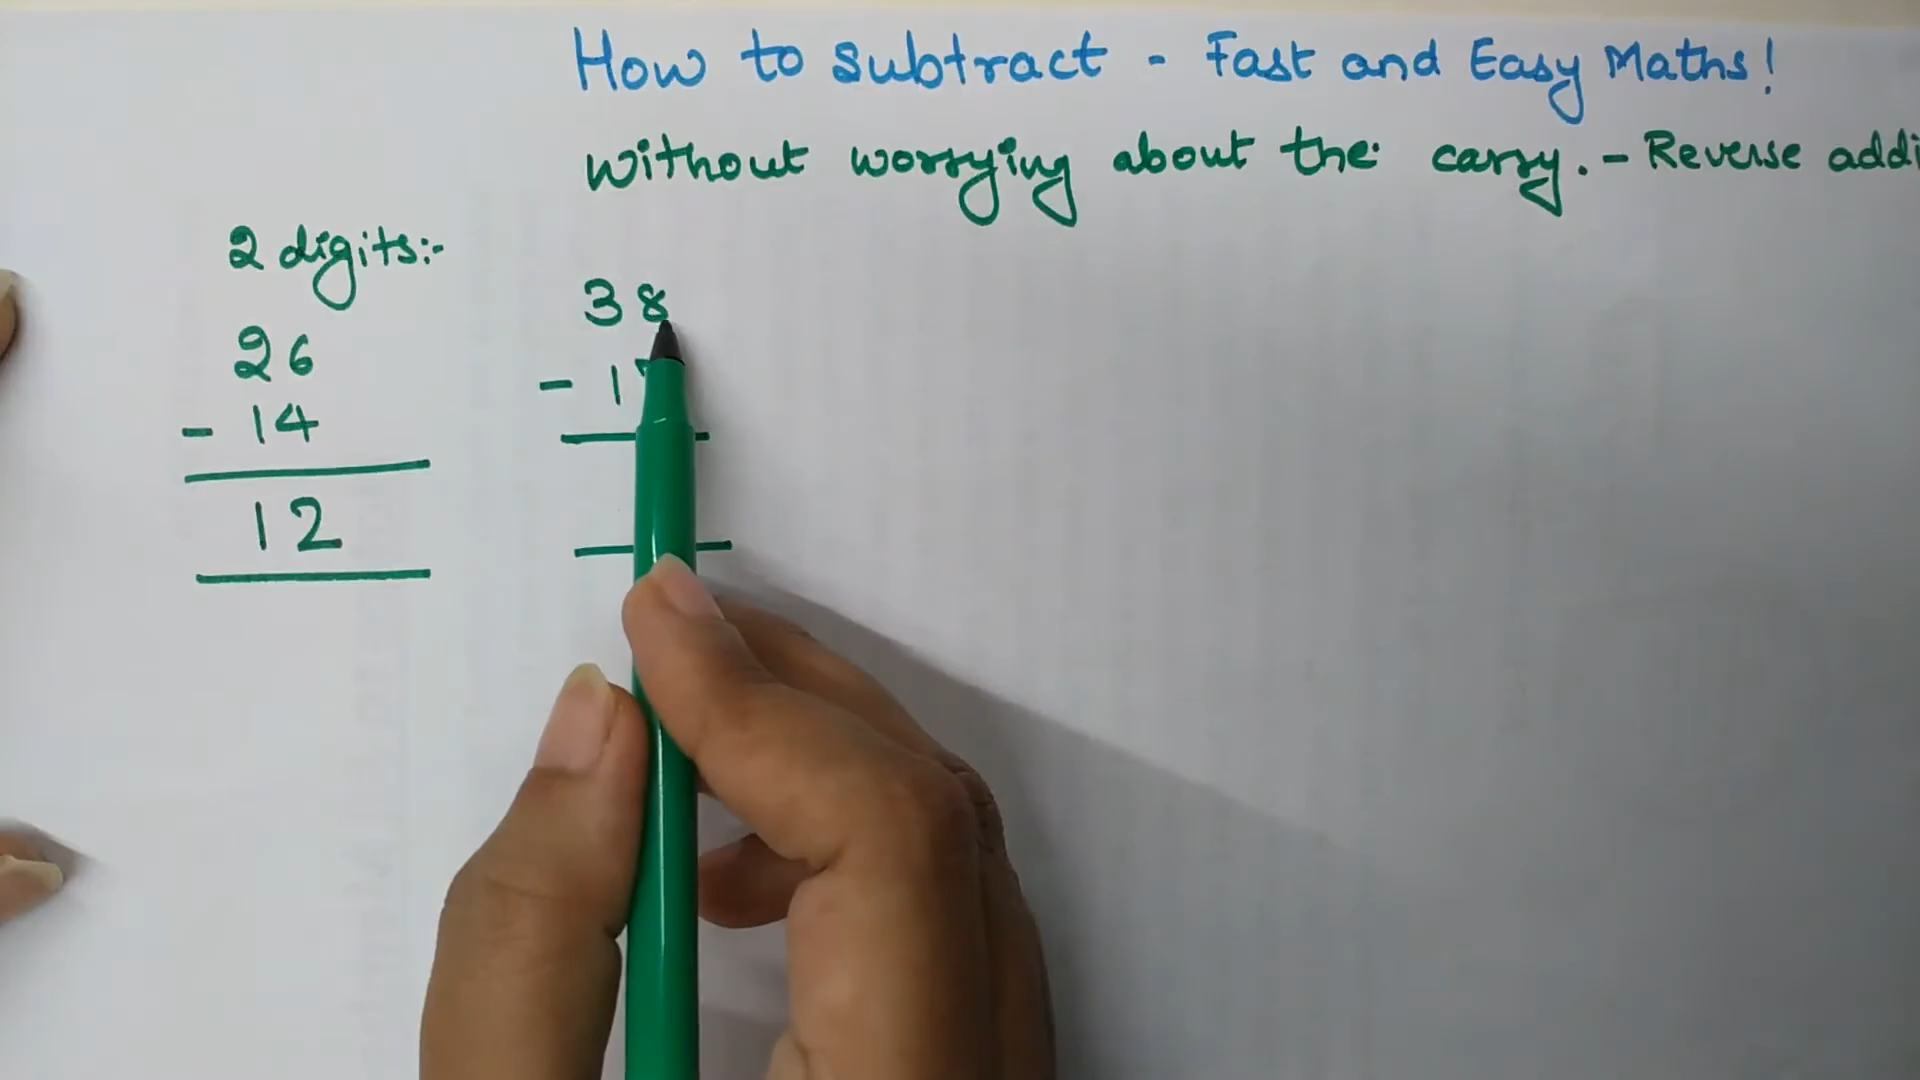 How to subtract - Fast and Easy Maths!
without worrying about the carry. - Reverse addi
2 digits:-
26
- 14
12
38
- 1